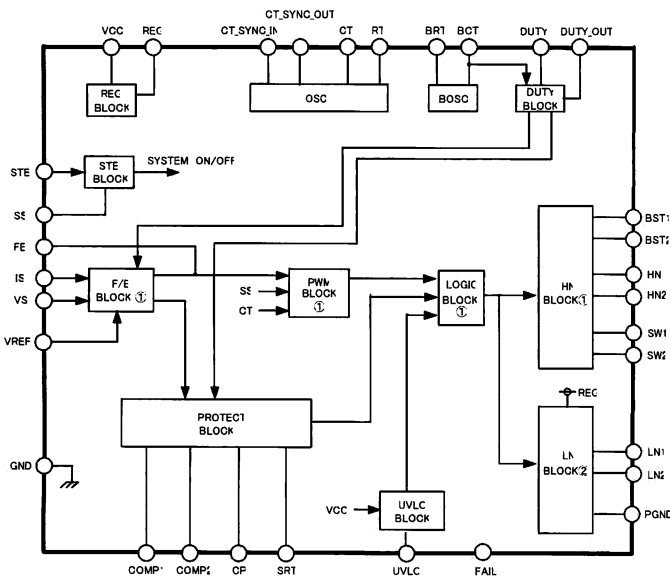 CT_SYNC_OUT
VCC
REG
CT_SYNC_IN
CT
RT
BRT
BCT
DUTY
DUTY_OUT
REG
BLOCK
OSC
BOSC
DUTY
BLOCK
STE
STE
BLOCK
SYSTEM ON/OFF
SS
FE
IS
VS
VREF
F/E
BLOCK ①
SS
CT
PWM
BLOCK
①
LOGIC
BLOCK
①
HN
BLOCK①
BST1
BST2
HN
HN2
SW1
SW2
PROTECT
BLOCK
REG
LN
BLOCK②
LN1
LN2
PGND
GND
VCC
UVLO
BLOCK
COMP1
COMP2
CP
SRT
UVLO
FAIL